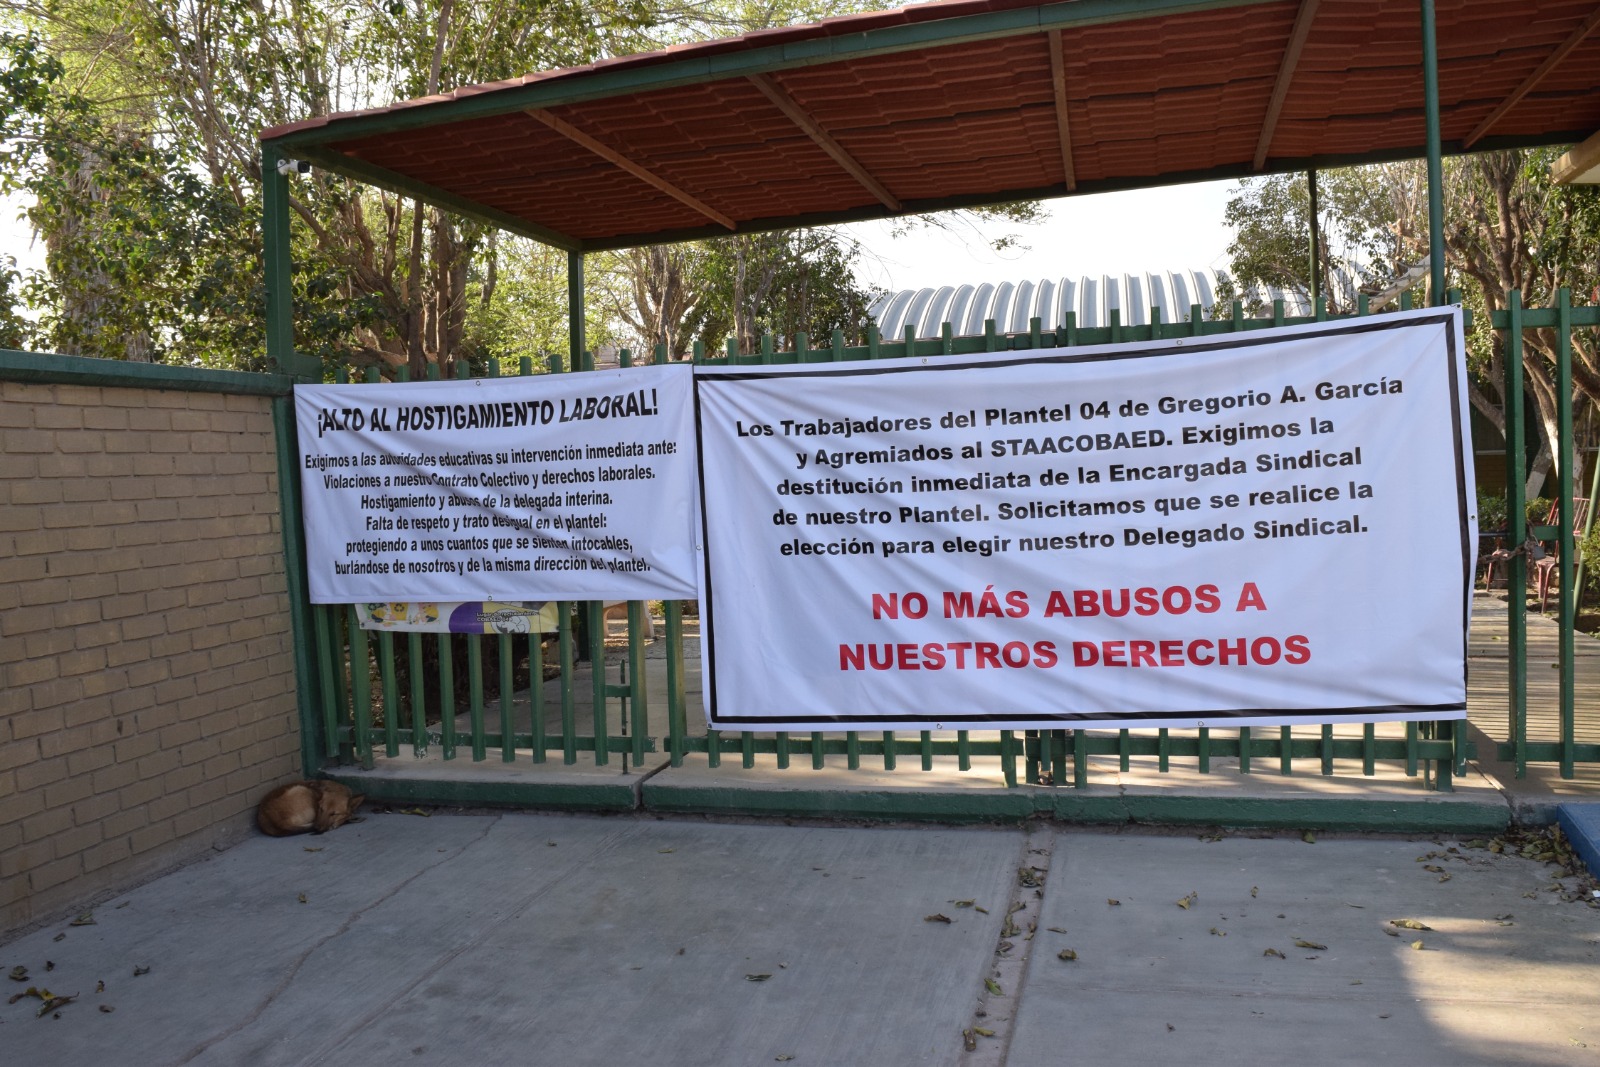 ¡ALTO AL HOSTIGAMIENTO LABORAL!
Exigimos a las autoridades educativas su intervención inmediata ante:
Violaciones a nuestro Contrato Colectivo y derechos laborales.
Hostigamiento y abusos de la delegada interina.
Falta de respeto y trato desigual en el plantel:
protegiendo a unos cuantos que se sienten intocables,
burlándose de nosotros y de la misma dirección del plantel.
Los Trabajadores del Plantel 04 de Gregorio A. García
y Agremiados al STAACOBAED. Exigimos la
destitución inmediata de la Encargada Sindical
de nuestro Plantel. Solicitamos que se realice la
elección para elegir nuestro Delegado Sindical.
NO MÁS ABUSOS A
NUESTROS DERECHOS